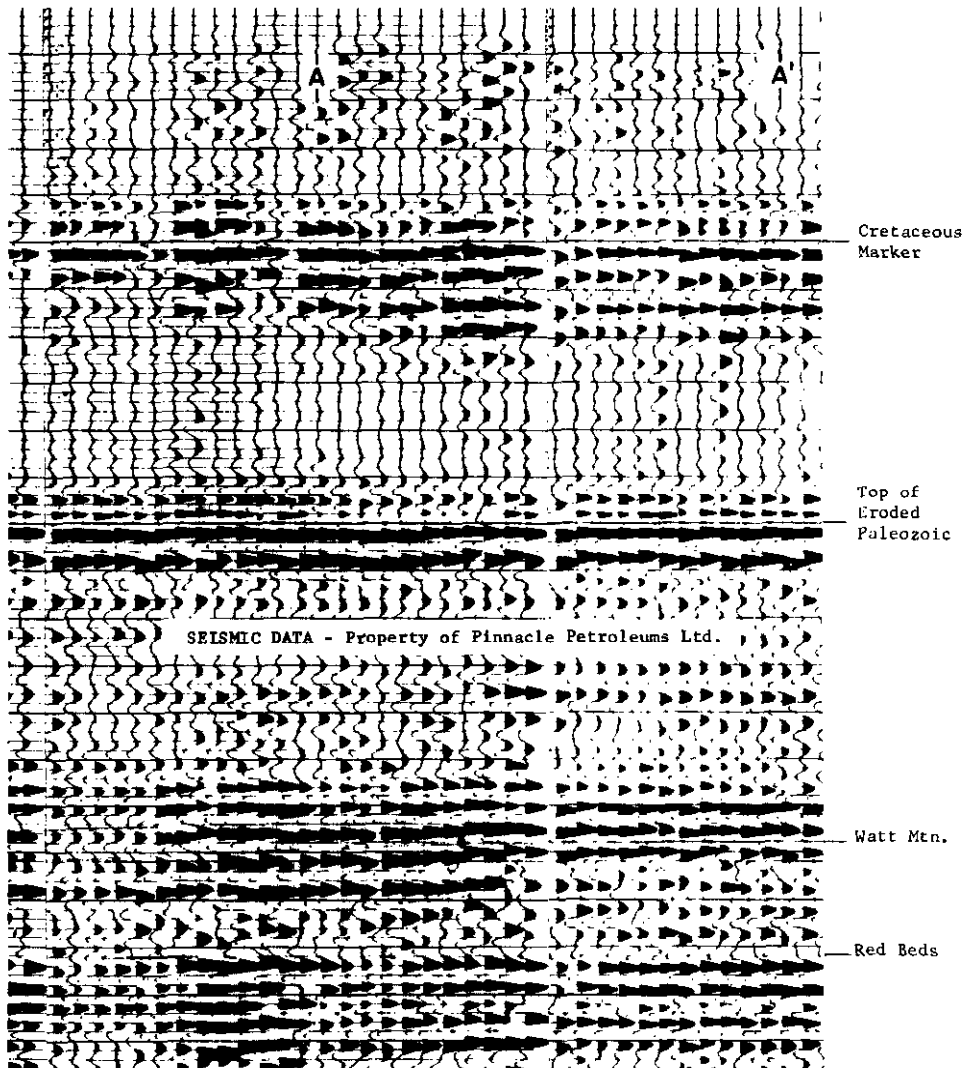 A A'
Cretaceous
Marker
Top of
Eroded
Paleozoic
SEISMIC DATA - Property of Pinnacle Petroleums Ltd.
Watt Mtn.
Red Beds